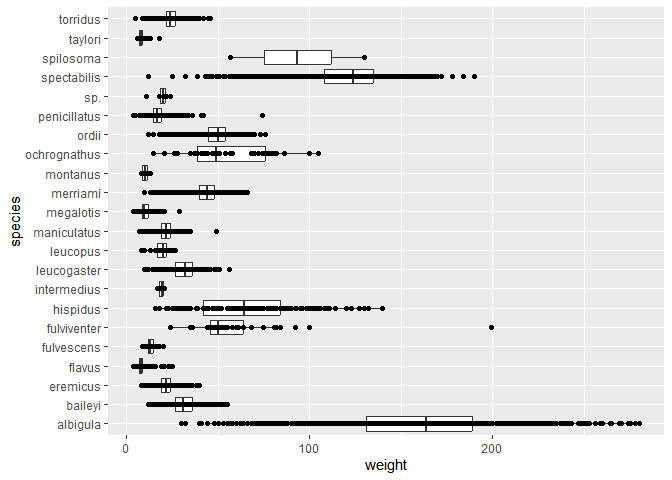 torridus
taylori
spilosoma
spectabilis
sp.
penicillatus
ordii
ochrognathus
montanus
merriami
megalotis
maniculatus
leucopus
leucogaster
intermedius
hispidus
fulviventer
fulvescens
flavus
eremicus
baileyi
albigula
species
0 100 200
weight